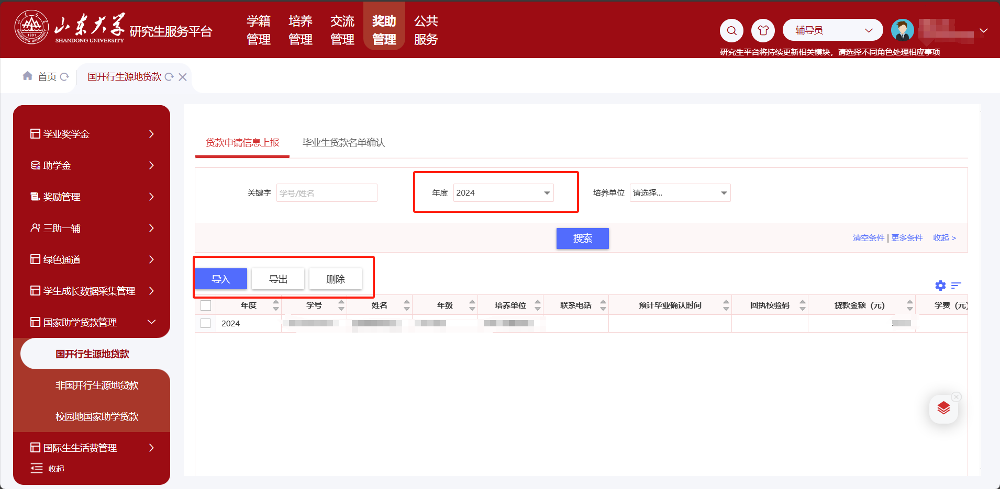 山东大学
SHANDONG UNIVERSITY
1901
研究生服务平台
学籍管理
培养管理
交流管理
奖助管理
公共服务
辅导员
研究生平台将持续更新相关模块，请选择不同角色处理相应事项
首页
国开行生源地贷款
学业奖学金
助学金
奖励管理
三助一辅
绿色通道
学生成长数据采集管理
国家助学贷款管理
国开行生源地贷款
非国开行生源地贷款
校园地国家助学贷款
国际生生活费管理
收起
贷款申请信息上报 毕业生贷款名单确认
关键字 学号/姓名 年度 2024 培养单位 请选择...
搜索
清空条件 | 更多条件 收起 >
导入 导出 删除
年度 学号 姓名 年级 培养单位 联系电话 预计毕业确认时间 回执校验码 贷款金额（元） 学费（元）
2024